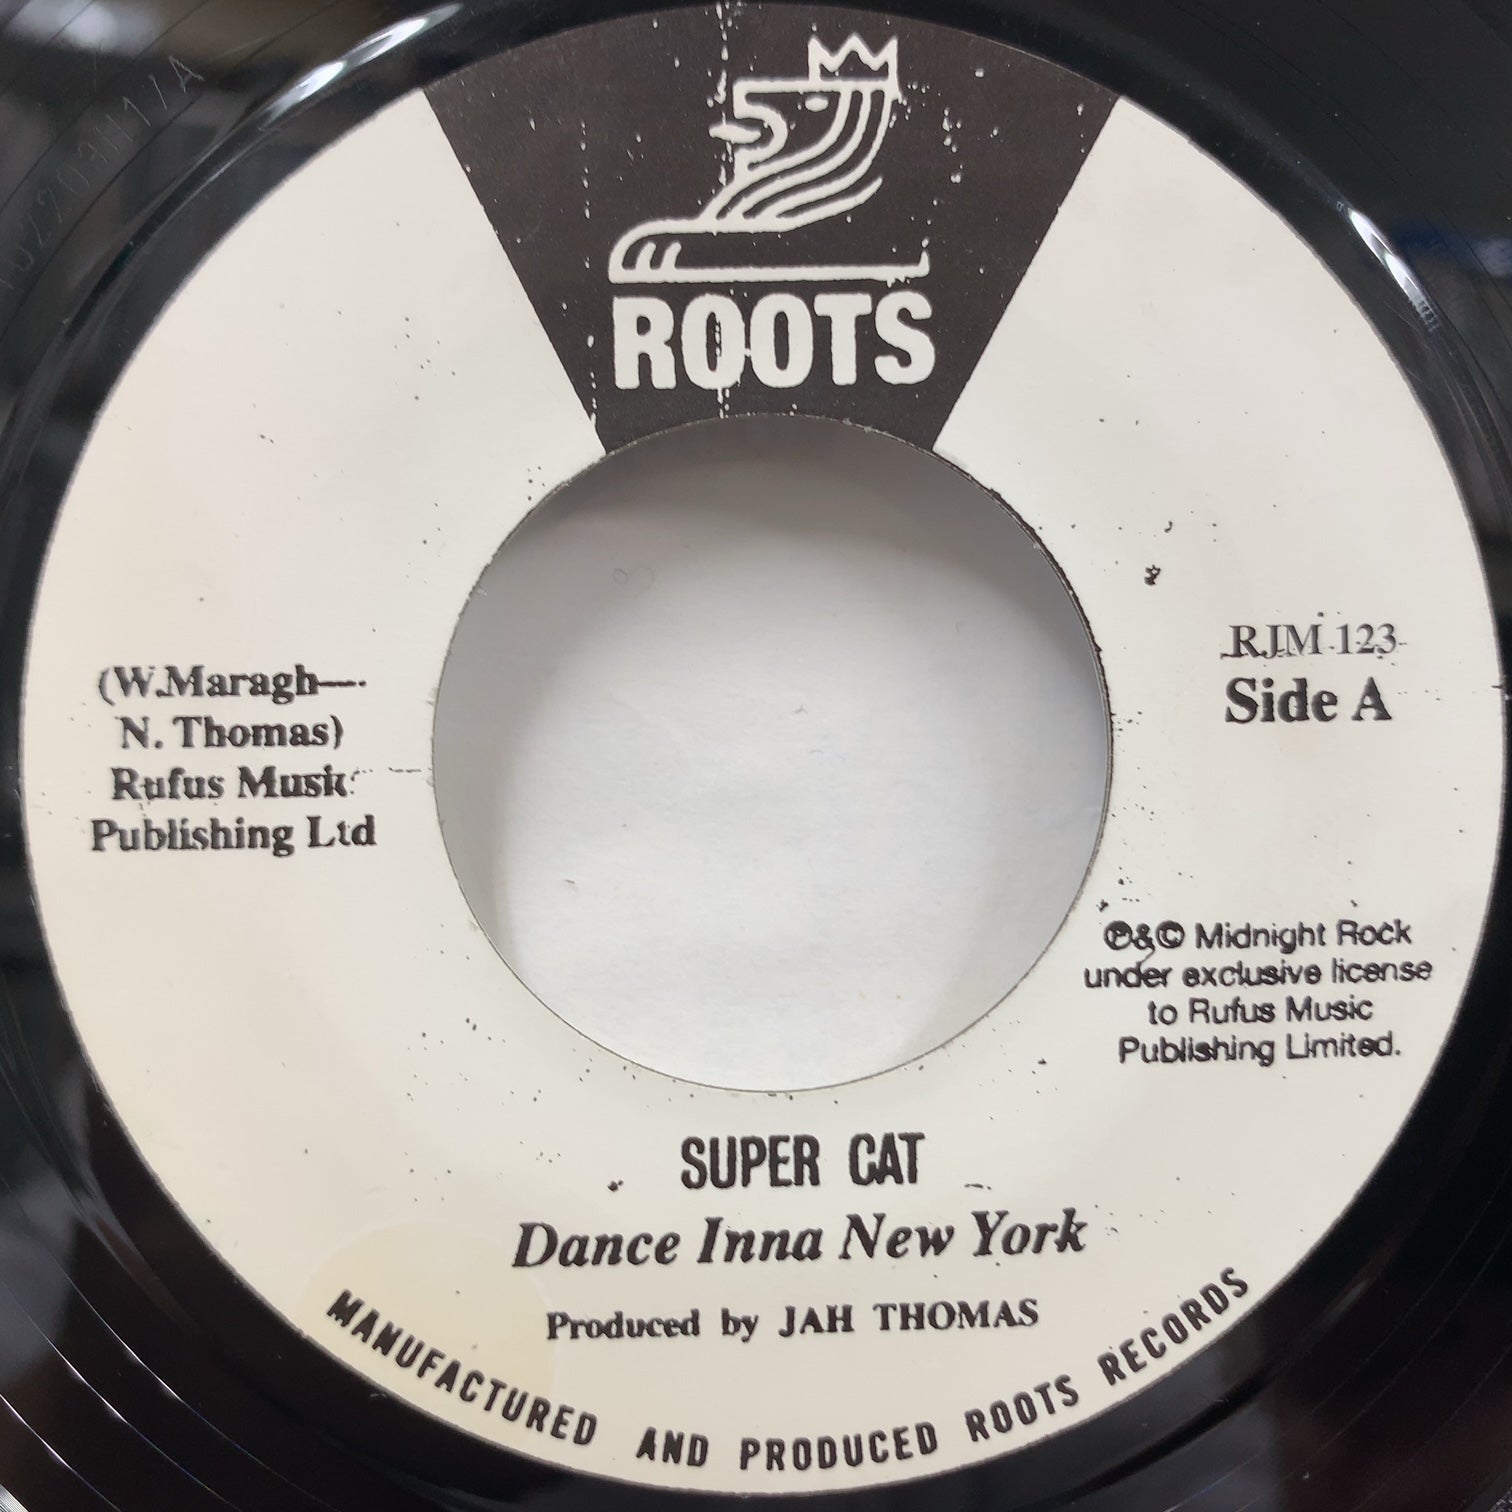 ROOTS
(W.Maragh—
N. Thomas)
Rufus Music
Publishing Ltd
RJM 123
Side A
℗&© Midnight Rock
under exclusive license
to Rufus Music
Publishing Limited.
SUPER CAT
Dance Inna New York
Produced by JAH THOMAS
MANUFACTURED AND PRODUCED ROOTS RECORDS